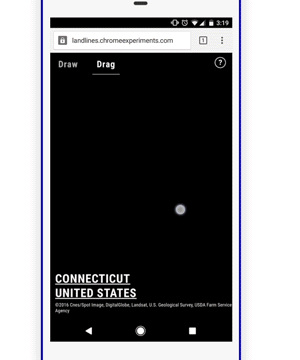 3:19
landlines.chromeexperiments.com
1
Draw
Drag
?
CONNECTICUT
UNITED STATES
©2016 Cnes/Spot Image, DigitalGlobe, Landsat, U.S. Geological Survey, USDA Farm Service
Agency